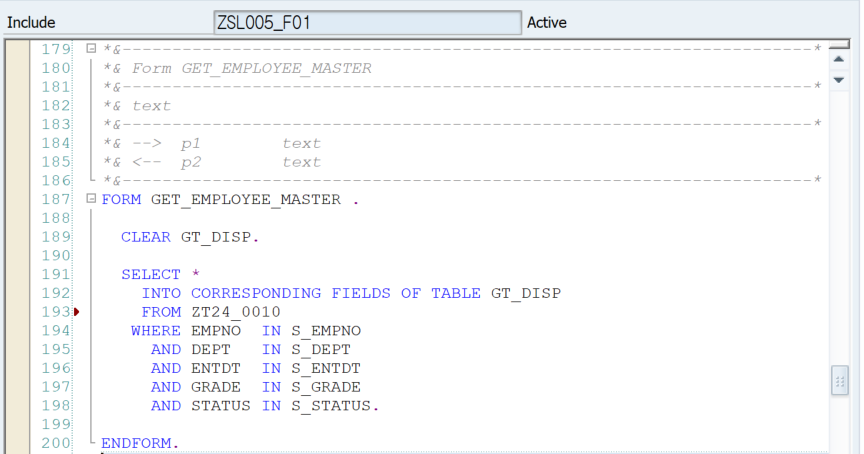 Include ZSL005_F01 Active
179 *&---------------------------------------------------------------------*
180 *& Form GET_EMPLOYEE_MASTER
181 *&---------------------------------------------------------------------*
182 *& text
183 *&---------------------------------------------------------------------*
184 *& --> p1 text
185 *& <-- p2 text
186 *&---------------------------------------------------------------------*
187 FORM GET_EMPLOYEE_MASTER .
188
189 CLEAR GT_DISP.
190
191 SELECT *
192 INTO CORRESPONDING FIELDS OF TABLE GT_DISP
193 FROM ZT24_0010
194 WHERE EMPNO IN S_EMPNO
195 AND DEPT IN S_DEPT
196 AND ENTDT IN S_ENTDT
197 AND GRADE IN S_GRADE
198 AND STATUS IN S_STATUS.
199
200 ENDFORM.